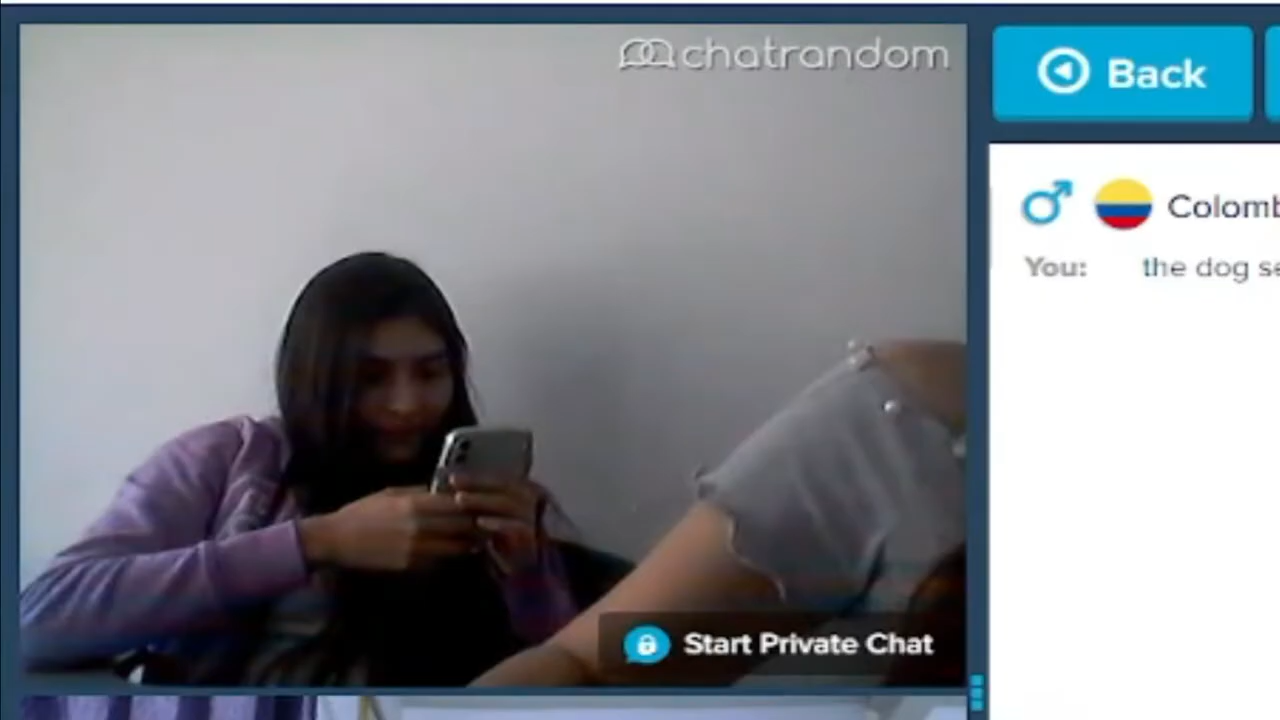 chatrandom
Back
Colomb
You: the dog se
Start Private Chat